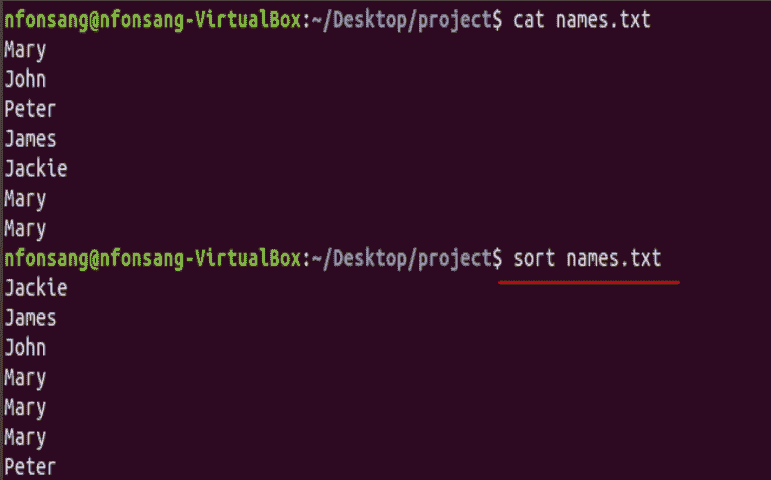 nfonsang@nfonsang-VirtualBox:~/Desktop/project$ cat names.txt
Mary
John
Peter
James
Jackie
Mary
Mary
nfonsang@nfonsang-VirtualBox:~/Desktop/project$ sort names.txt
Jackie
James
John
Mary
Mary
Mary
Peter